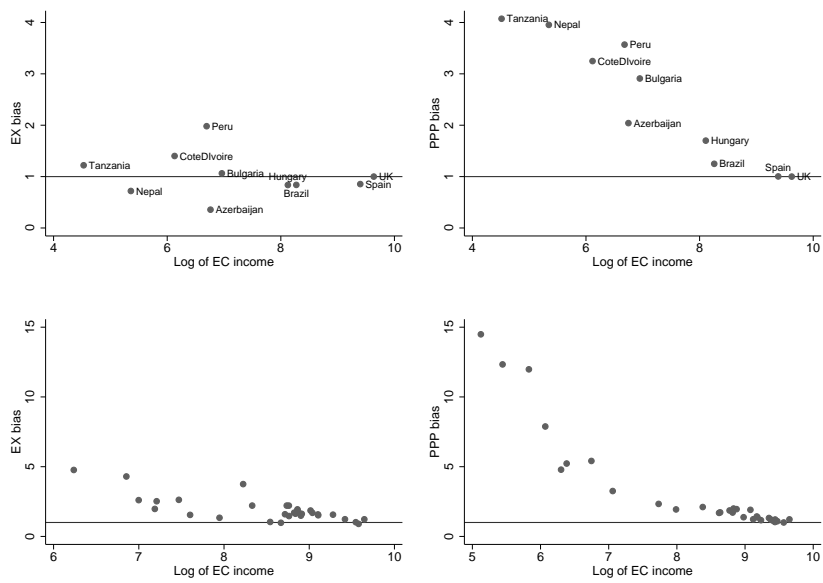 EX bias
0 1 2 3 4
Tanzania
Nepal
CoteDIvoire
Peru
Azerbaijan
Bulgaria
Hungary
Brazil
Spain
UK
4 6 8 10
Log of EC income
PPP bias
0 1 2 3 4
Tanzania
Nepal
Peru
CoteDIvoire
Bulgaria
Azerbaijan
Hungary
Brazil
Spain
UK
4 6 8 10
Log of EC income
EX bias
0 5 10 15
6 7 8 9 10
Log of EC income
PPP bias
0 5 10 15
5 6 7 8 9 10
Log of EC income